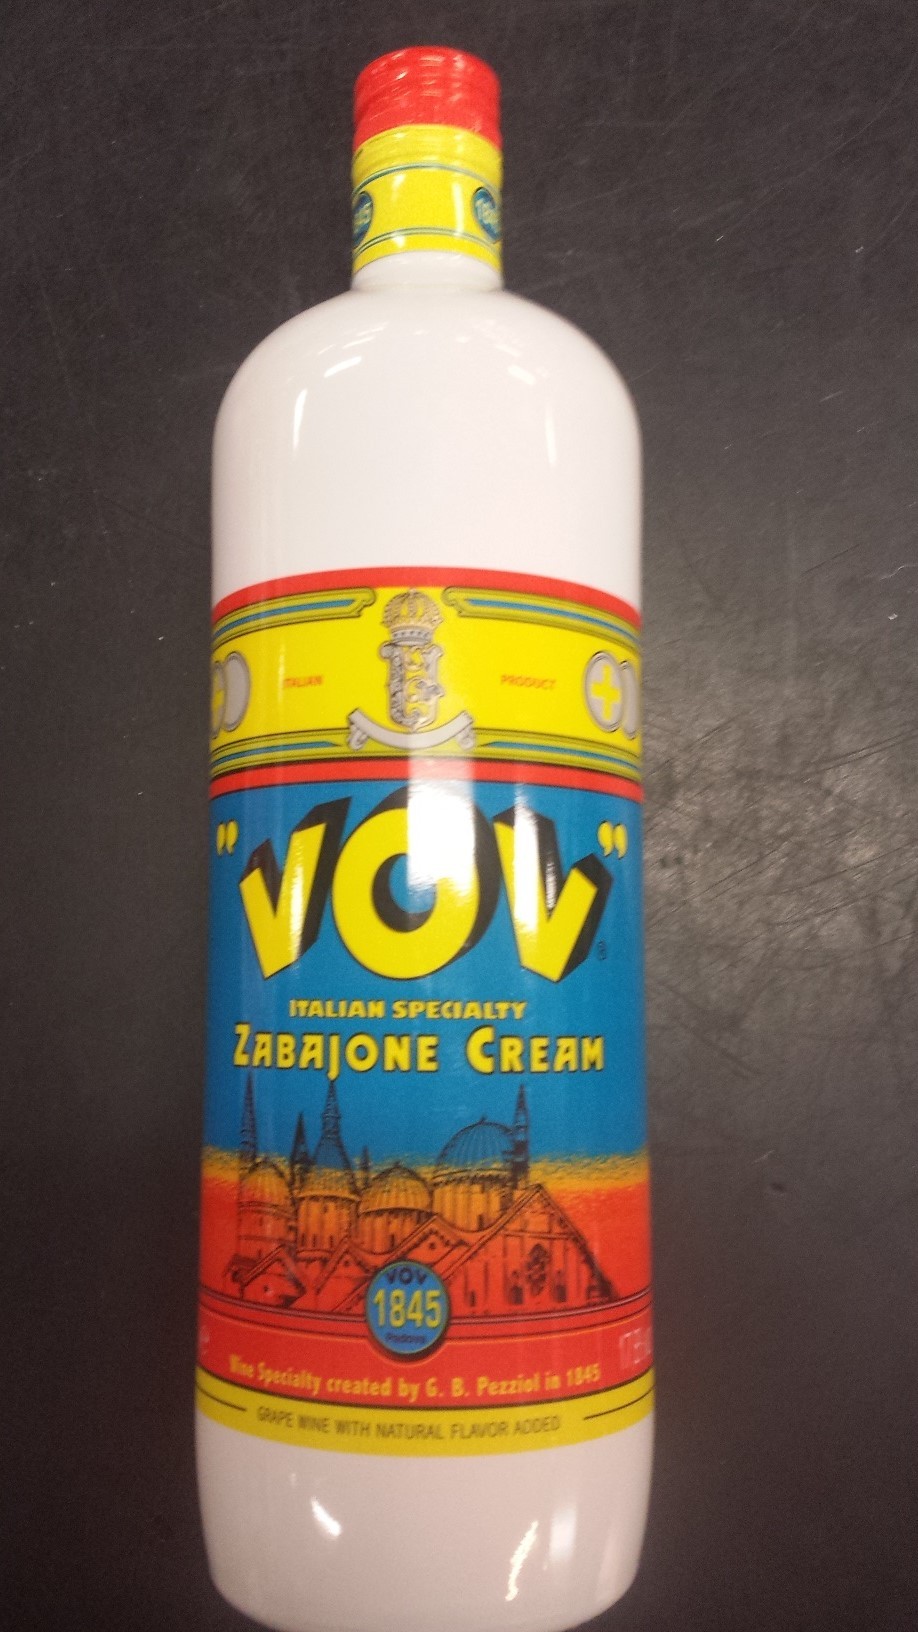 ITALIAN PRODUCT
"VOV"®
ITALIAN SPECIALTY
ZABAJONE CREAM
VOV
1845
Padova
Wine Specialty created by G. B. Pezziol in 1845
GRAPE WINE WITH NATURAL FLAVOR ADDED